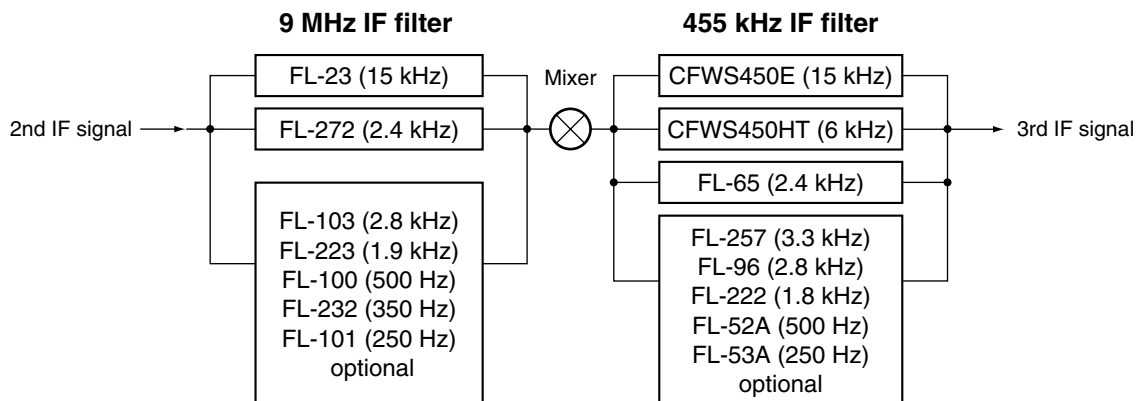 9 MHz IF filter
455 kHz IF filter
FL-23 (15 kHz)
Mixer
CFWS450E (15 kHz)
2nd IF signal
FL-272 (2.4 kHz)
CFWS450HT (6 kHz)
3rd IF signal
FL-65 (2.4 kHz)
FL-103 (2.8 kHz)
FL-223 (1.9 kHz)
FL-100 (500 Hz)
FL-232 (350 Hz)
FL-101 (250 Hz)
optional
FL-257 (3.3 kHz)
FL-96 (2.8 kHz)
FL-222 (1.8 kHz)
FL-52A (500 Hz)
FL-53A (250 Hz)
optional